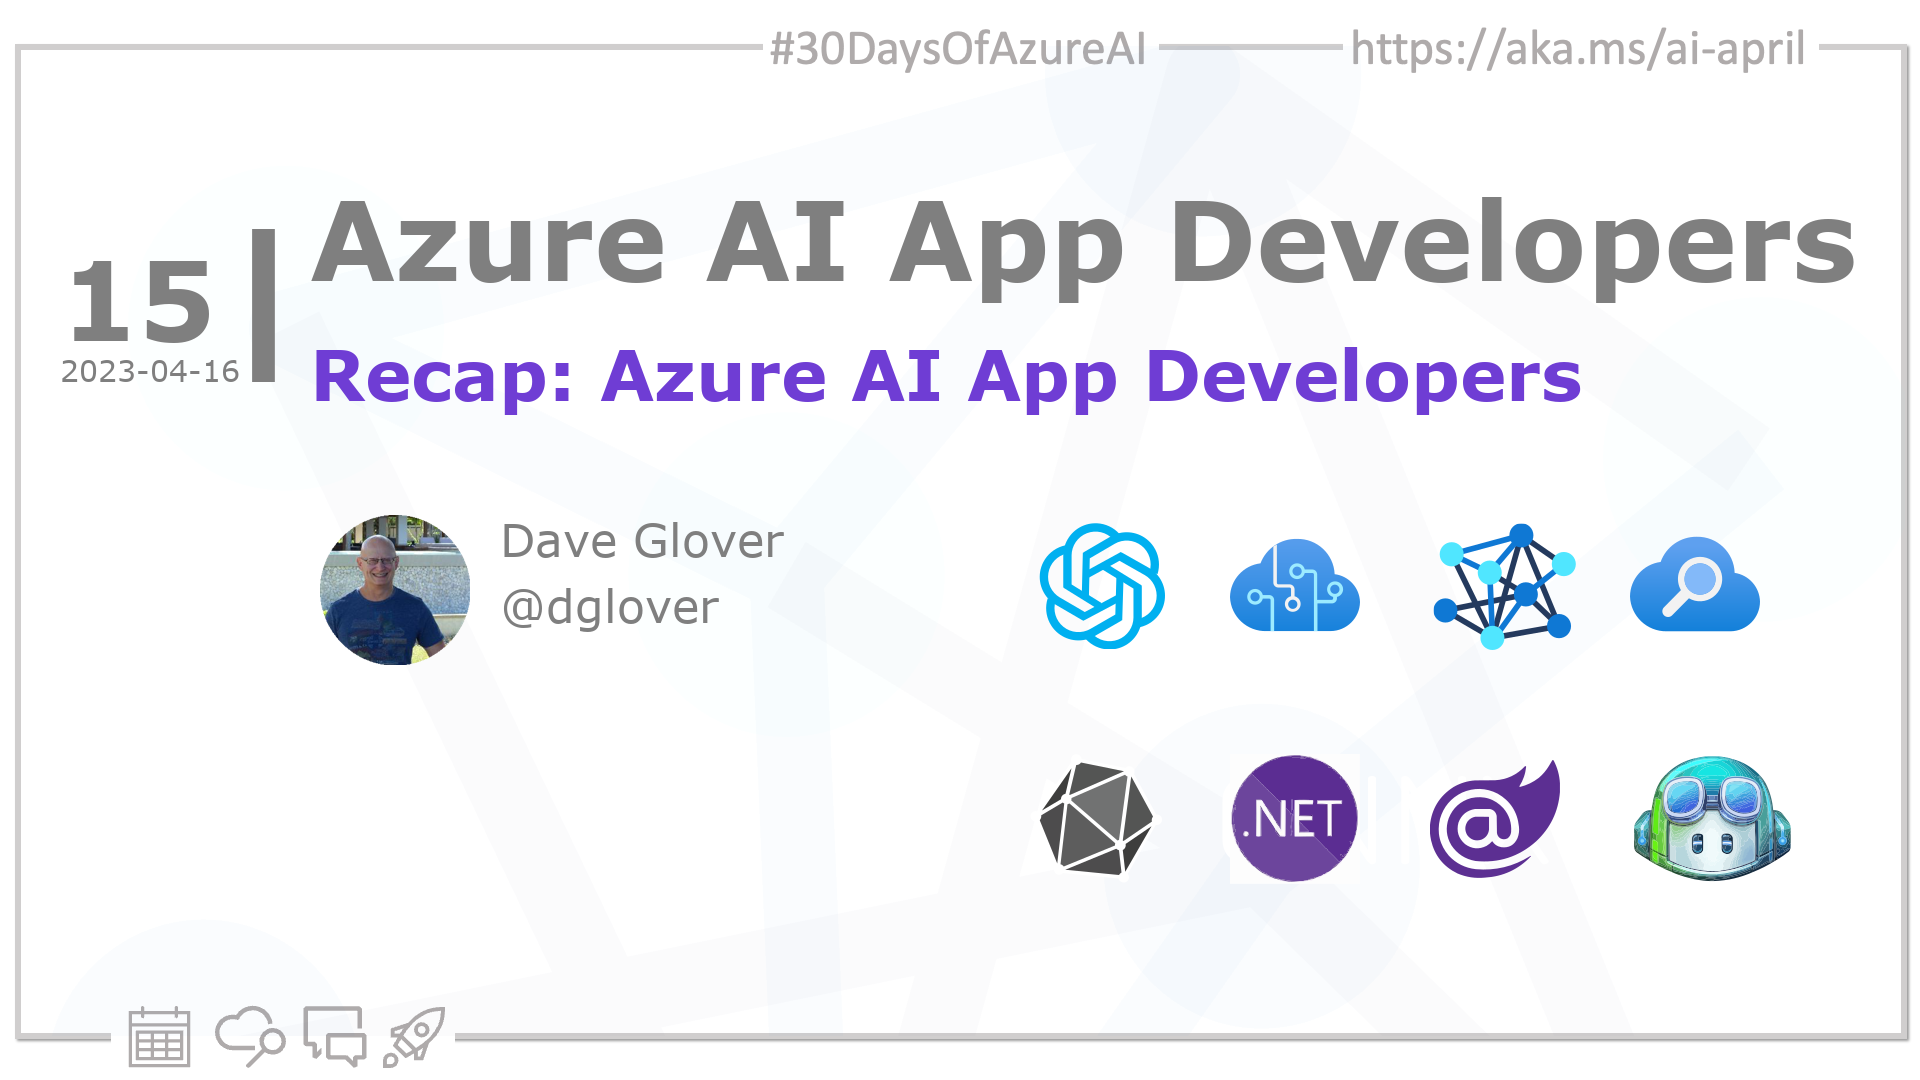 #30DaysOfAzureAI
https://aka.ms/ai-april
15
2023-04-16
Azure AI App Developers
Recap: Azure AI App Developers
Dave Glover
@dglover
.NET